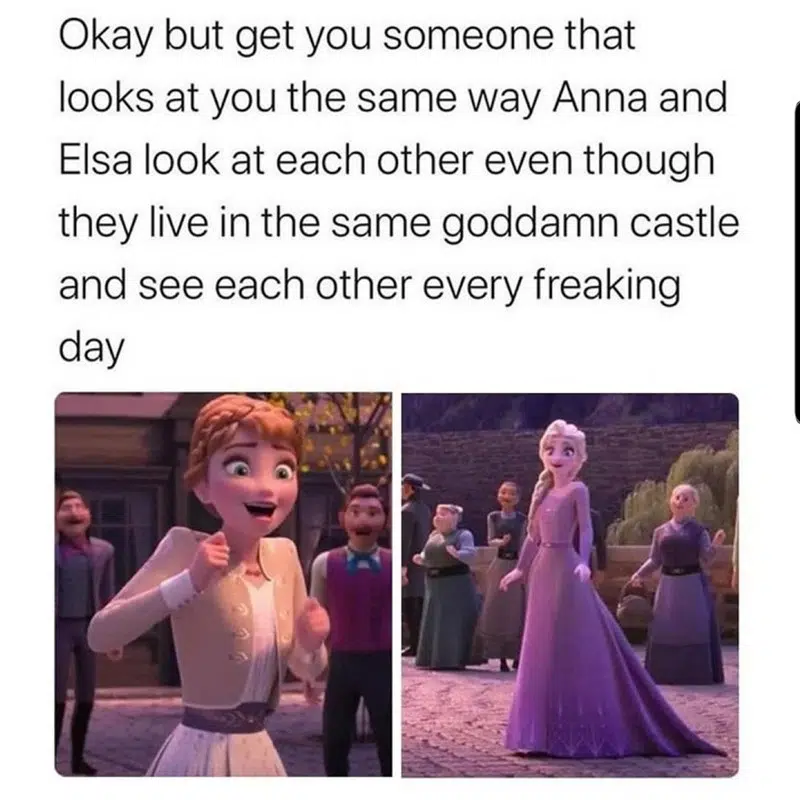 Okay but get you someone that
looks at you the same way Anna and
Elsa look at each other even though
they live in the same goddamn castle
and see each other every freaking
day